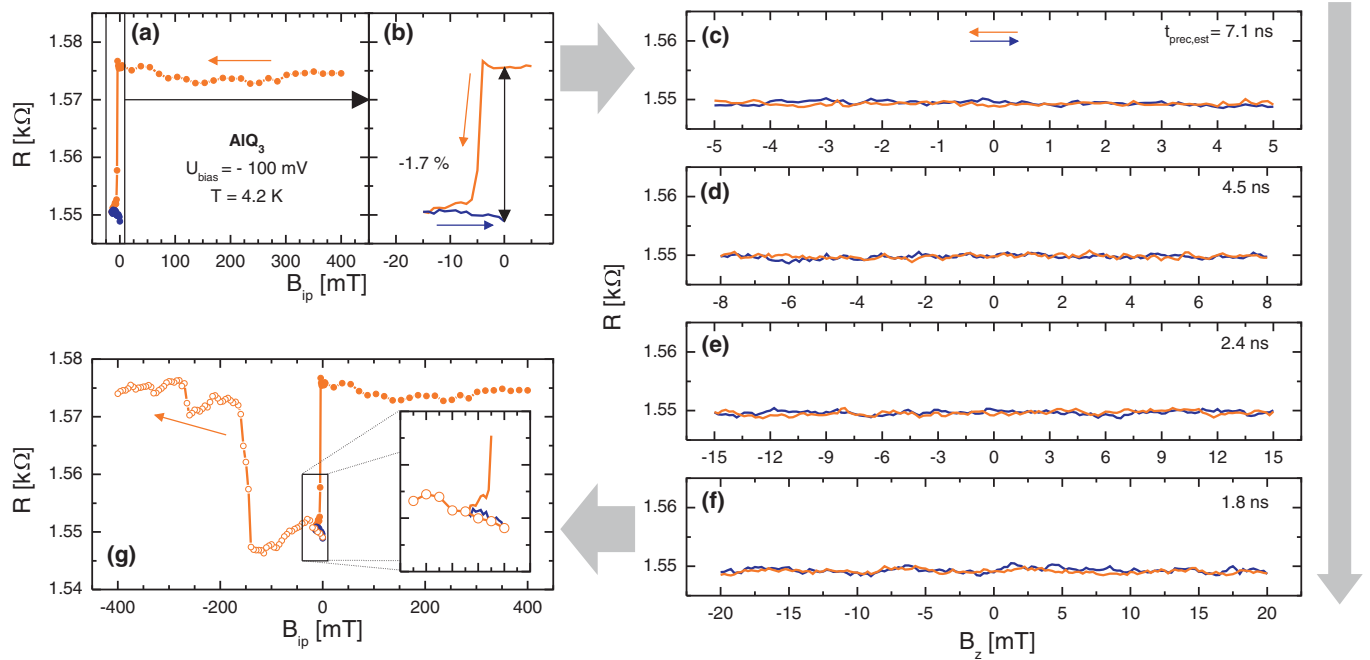 (a)
R [kΩ]
1.58
1.57
1.56
1.55
AlQ3
Ubias = - 100 mV
T = 4.2 K
0 100 200 300 400
Bip [mT]
(b)
-1.7 %
-20 -10 0
(c)
tprec,est = 7.1 ns
1.56
1.55
-5 -4 -3 -2 -1 0 1 2 3 4 5
(d)
4.5 ns
1.56
1.55
-8 -6 -4 -2 0 2 4 6 8
R [kΩ]
(e)
2.4 ns
1.56
1.55
-15 -12 -9 -6 -3 0 3 6 9 12 15
(f)
1.8 ns
1.56
1.55
-20 -15 -10 -5 0 5 10 15 20
Bz [mT]
(g)
R [kΩ]
1.58
1.57
1.56
1.55
1.54
-400 -200 0 200 400
Bip [mT]